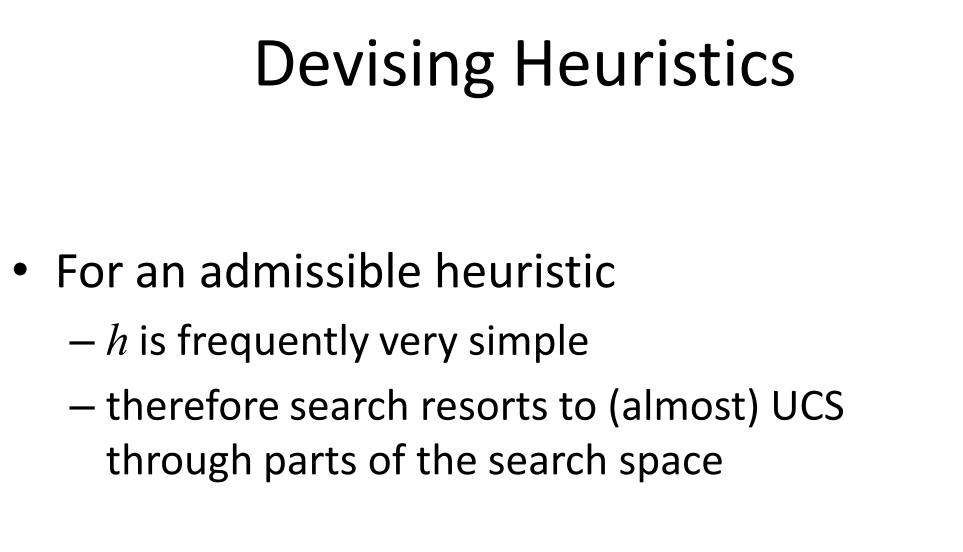 Devising Heuristics
• For an admissible heuristic
– h is frequently very simple
– therefore search resorts to (almost) UCS
through parts of the search space